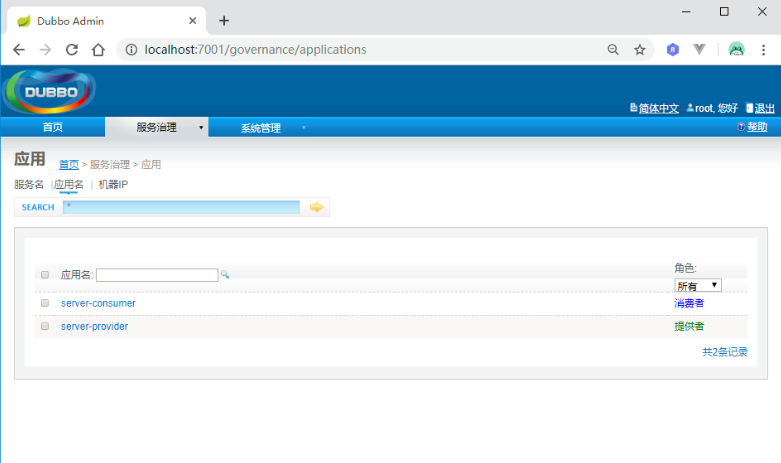 Dubbo Admin
localhost:7001/governance/applications
DUBBO
简体中文 root, 您好 退出
首页 服务治理 系统管理 帮助
应用 首页 > 服务治理 > 应用
服务名 | 应用名 | 机器IP
SEARCH *
应用名: 角色:
所有
server-consumer 消费者
server-provider 提供者
共2条记录